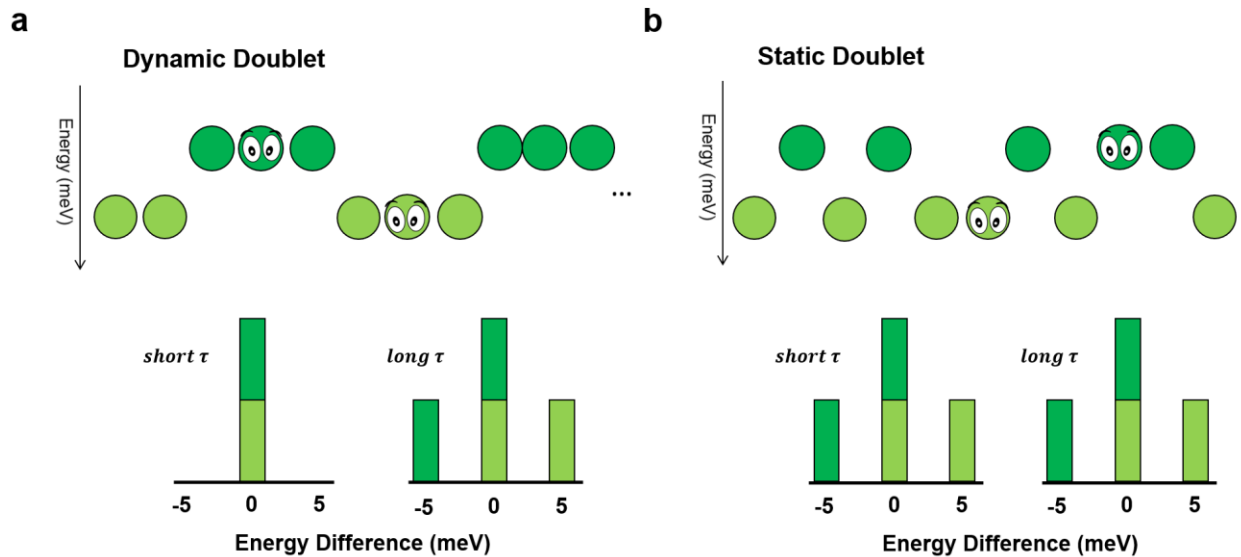 a
Dynamic Doublet
Energy (meV)
...
short τ
long τ
-5 0 5
-5 0 5
Energy Difference (meV)
b
Static Doublet
Energy (meV)
short τ
long τ
-5 0 5
-5 0 5
Energy Difference (meV)